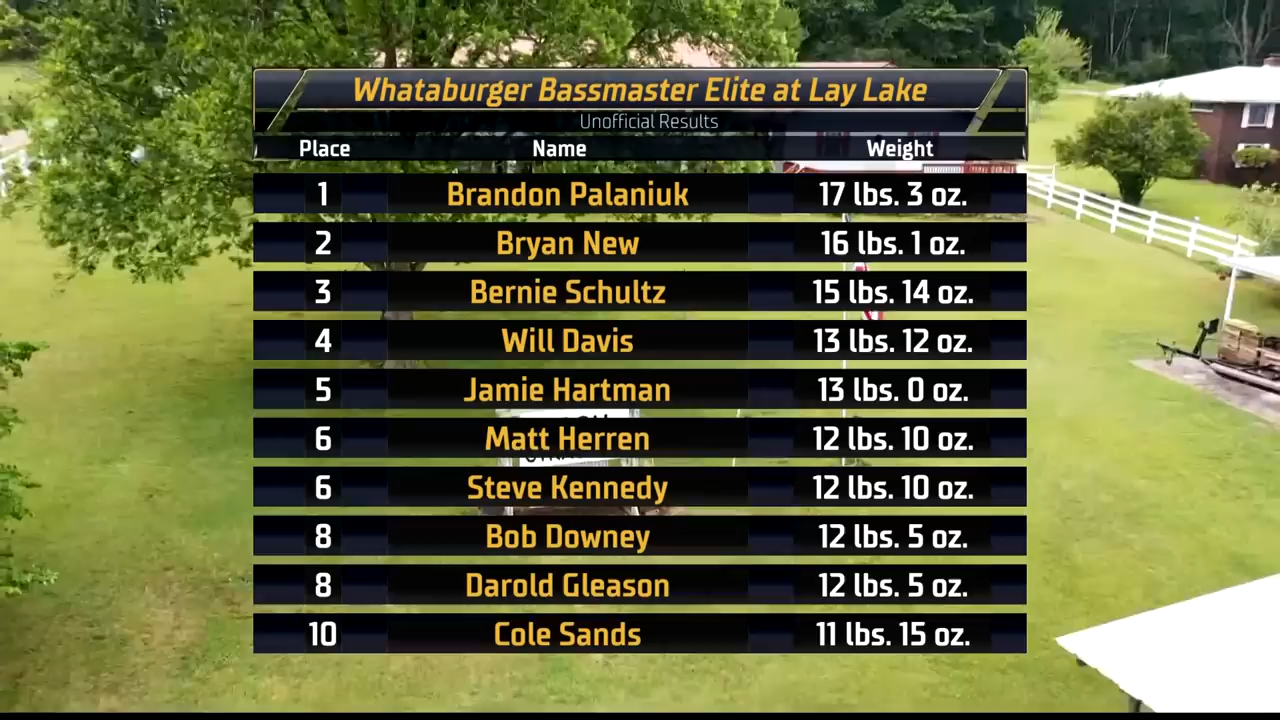 Whataburger Bassmaster Elite at Lay Lake
Unofficial Results
Place Name Weight
1 Brandon Palaniuk 17 lbs. 3 oz.
2 Bryan New 16 lbs. 1 oz.
3 Bernie Schultz 15 lbs. 14 oz.
4 Will Davis 13 lbs. 12 oz.
5 Jamie Hartman 13 lbs. 0 oz.
6 Matt Herren 12 lbs. 10 oz.
6 Steve Kennedy 12 lbs. 10 oz.
8 Bob Downey 12 lbs. 5 oz.
8 Darold Gleason 12 lbs. 5 oz.
10 Cole Sands 11 lbs. 15 oz.